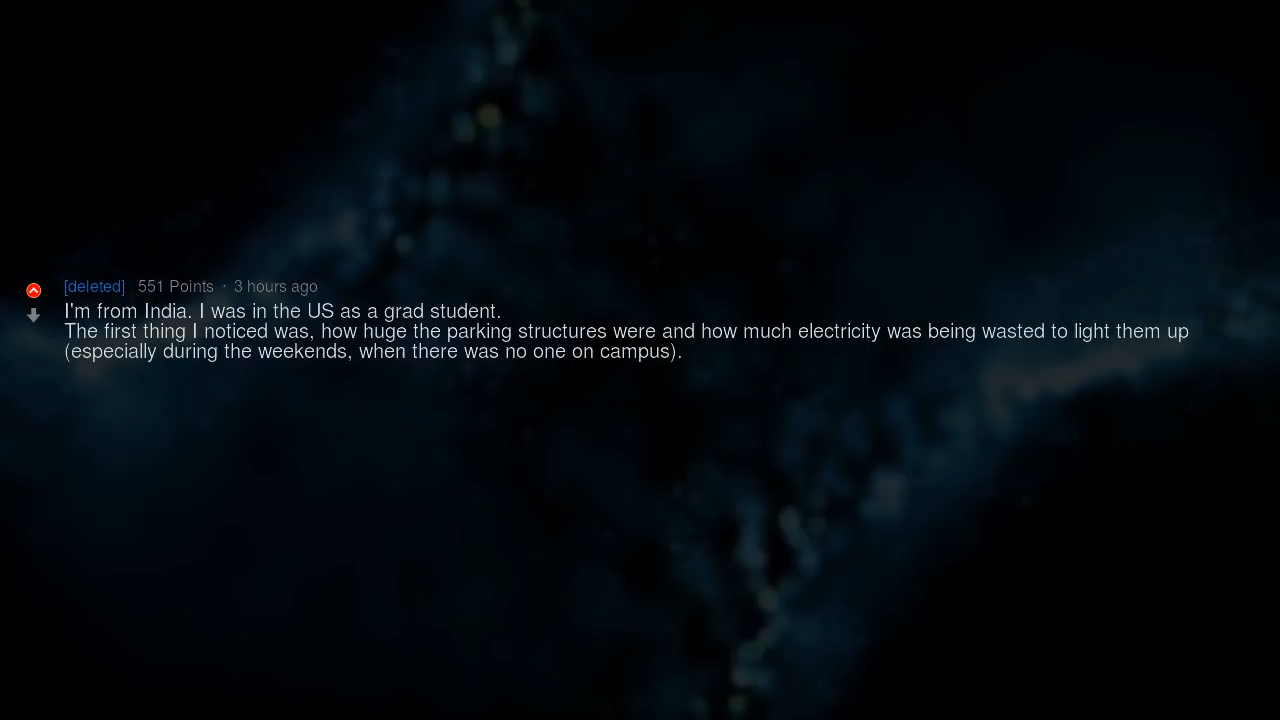 [deleted] 551 Points · 3 hours ago
I'm from India. I was in the US as a grad student.
The first thing I noticed was, how huge the parking structures were and how much electricity was being wasted to light them up
(especially during the weekends, when there was no one on campus).